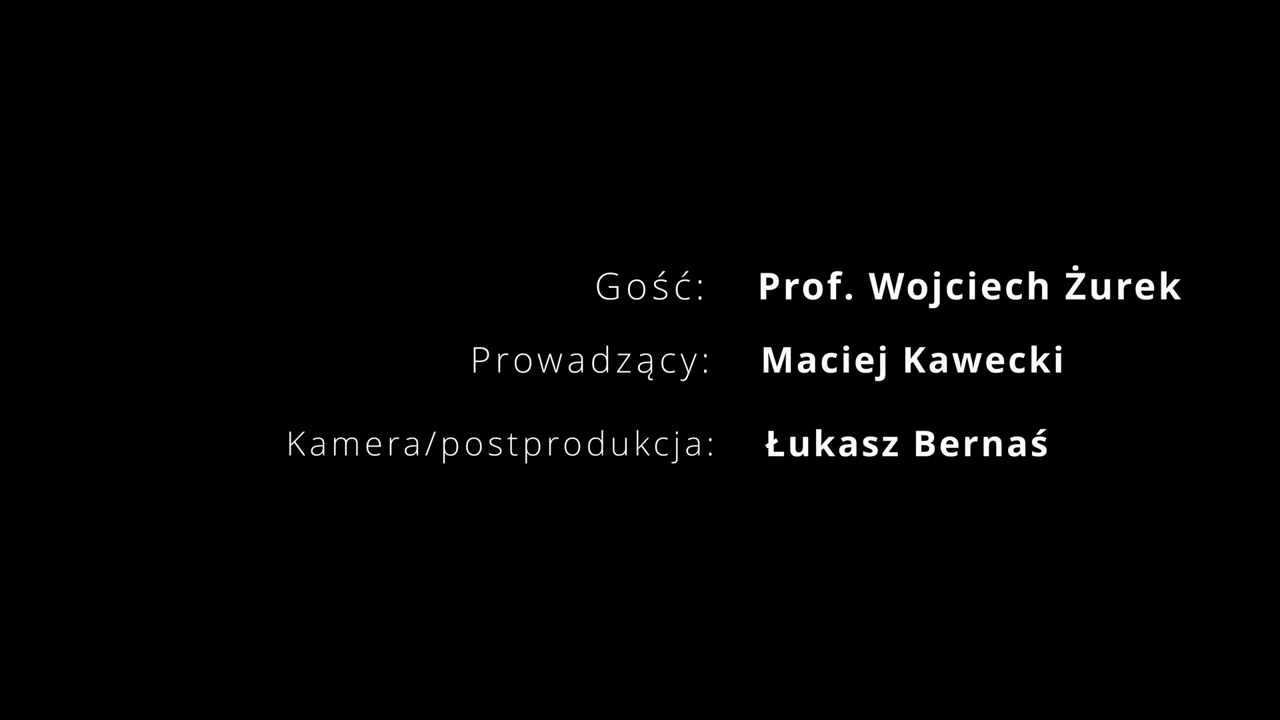 Gość: Prof. Wojciech Żurek
Prowadzący: Maciej Kawecki
Kamera/postprodukcja: Łukasz Bernaś